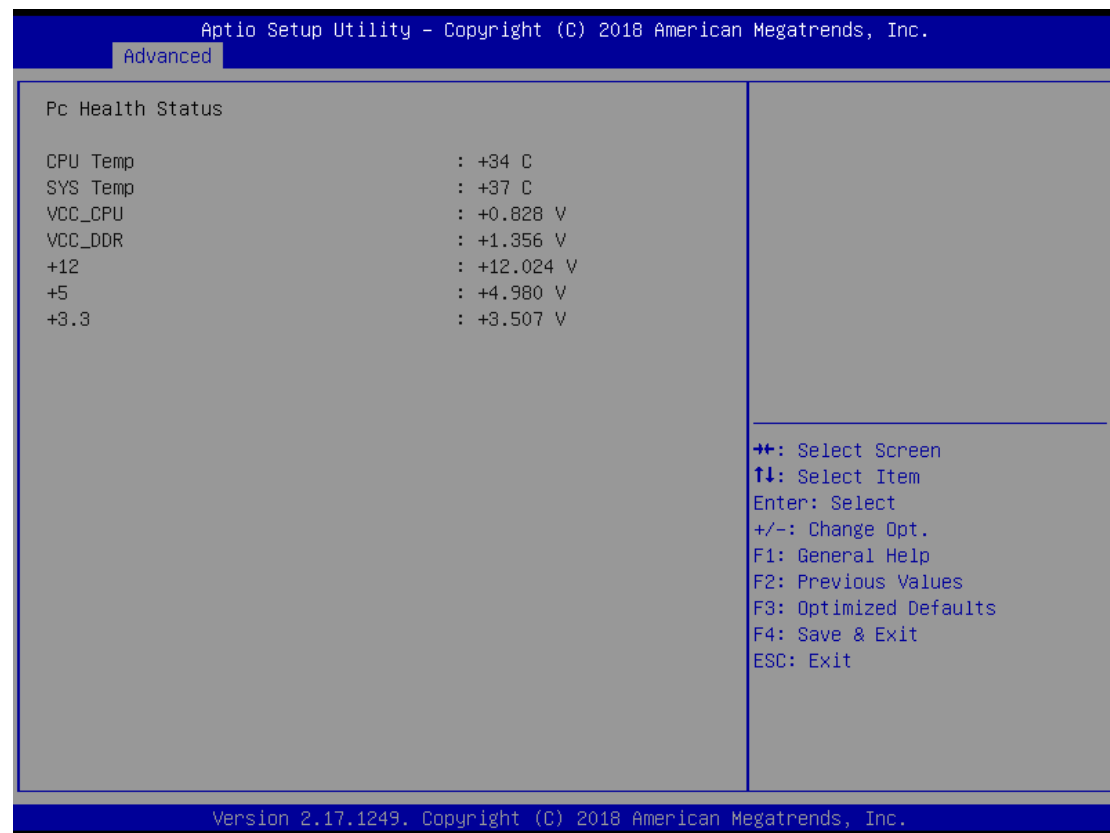 Aptio Setup Utility – Copyright (C) 2018 American Megatrends, Inc.
Advanced
Pc Health Status
CPU Temp : +34 C
SYS Temp : +37 C
VCC_CPU : +0.828 V
VCC_DDR : +1.356 V
+12 : +12.024 V
+5 : +4.980 V
+3.3 : +3.507 V
→←: Select Screen
↑↓: Select Item
Enter: Select
+/-: Change Opt.
F1: General Help
F2: Previous Values
F3: Optimized Defaults
F4: Save & Exit
ESC: Exit
Version 2.17.1249. Copyright (C) 2018 American Megatrends, Inc.